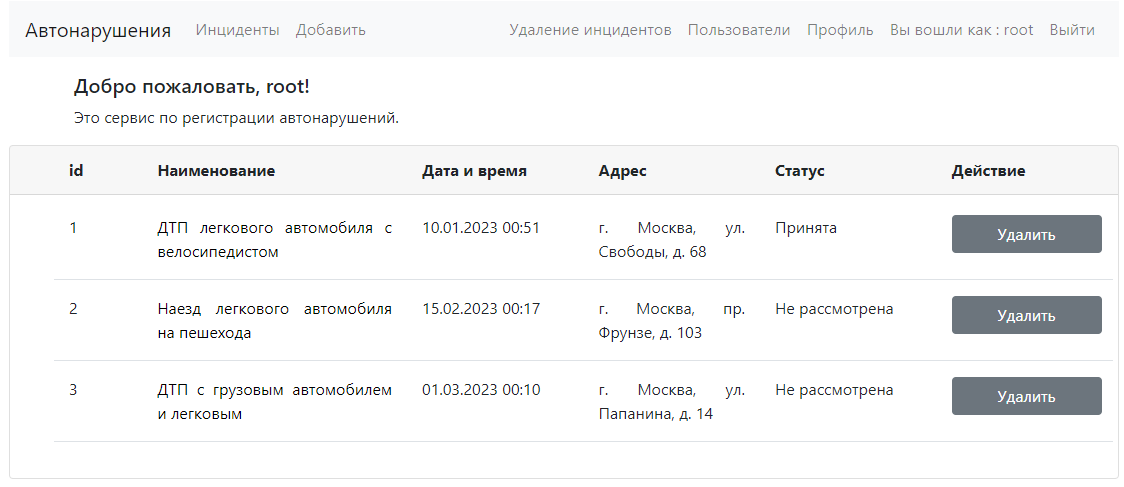 Автонарушения Инциденты Добавить Удаление инцидентов Пользователи Профиль Вы вошли как : root Выйти
Добро пожаловать, root!
Это сервис по регистрации автонарушений.
id Наименование Дата и время Адрес Статус Действие
1 ДТП легкового автомобиля с 10.01.2023 00:51 г. Москва, ул. Принята Удалить
велосипедистом Свободы, д. 68
2 Наезд легкового автомобиля 15.02.2023 00:17 г. Москва, пр. Не рассмотрена Удалить
на пешехода Фрунзе, д. 103
3 ДТП с грузовым автомобилем 01.03.2023 00:10 г. Москва, ул. Не рассмотрена Удалить
и легковым Папанина, д. 14